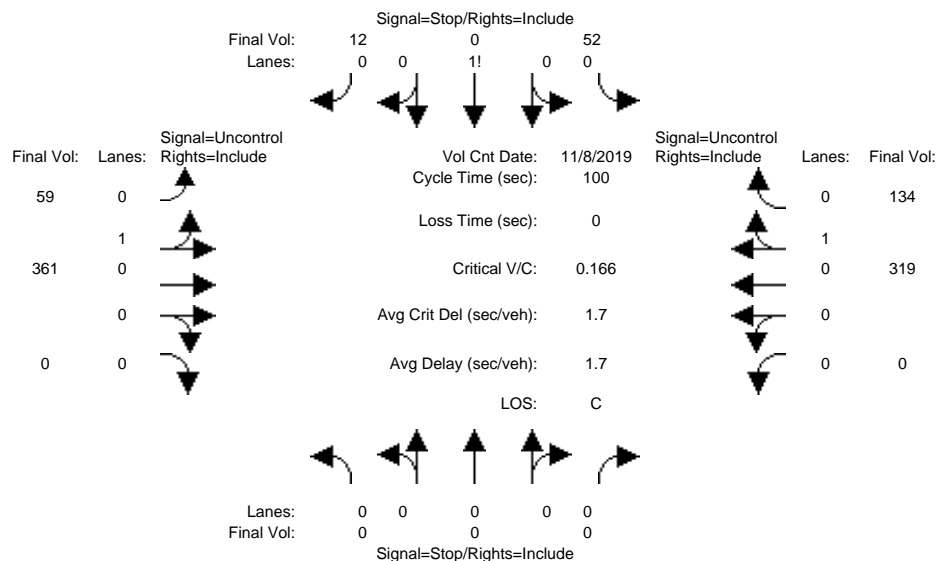 Signal=Stop/Rights=Include
Final Vol: 12 0 52
Lanes: 0 0 1! 0 0
Signal=Uncontrol Signal=Uncontrol
Final Vol: Lanes: Rights=Include Vol Cnt Date: 11/8/2019 Rights=Include Lanes: Final Vol:
Cycle Time (sec): 100
59 0 0 134
Loss Time (sec): 0
1 1
361 0 Critical V/C: 0.166 0 319
0 Avg Crit Del (sec/veh): 1.7 0
0 0 Avg Delay (sec/veh): 1.7 0 0
LOS: C
Lanes: 0 0 0 0 0
Final Vol: 0 0 0
Signal=Stop/Rights=Include